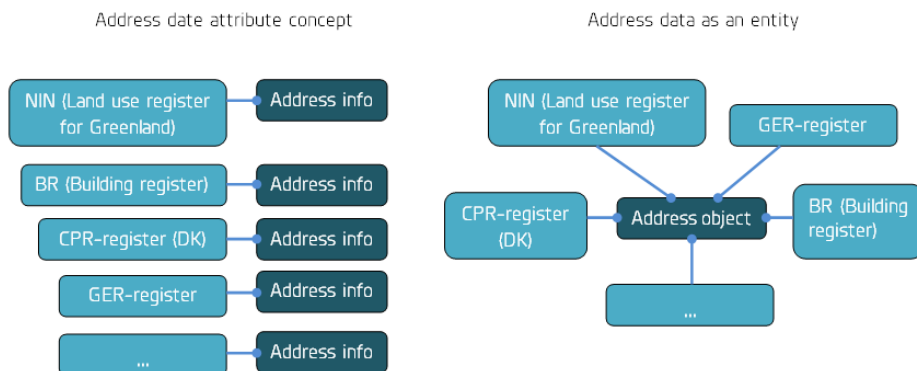 Address date attribute concept
NIN (Land use register
for Greenland)
Address info
BR (Building register)
Address info
CPR-register (DK)
Address info
GER-register
Address info
...
Address info
Address data as an entity
NIN (Land use register
for Greenland)
GER-register
CPR-register
(DK)
Address object
BR (Building
register)
...